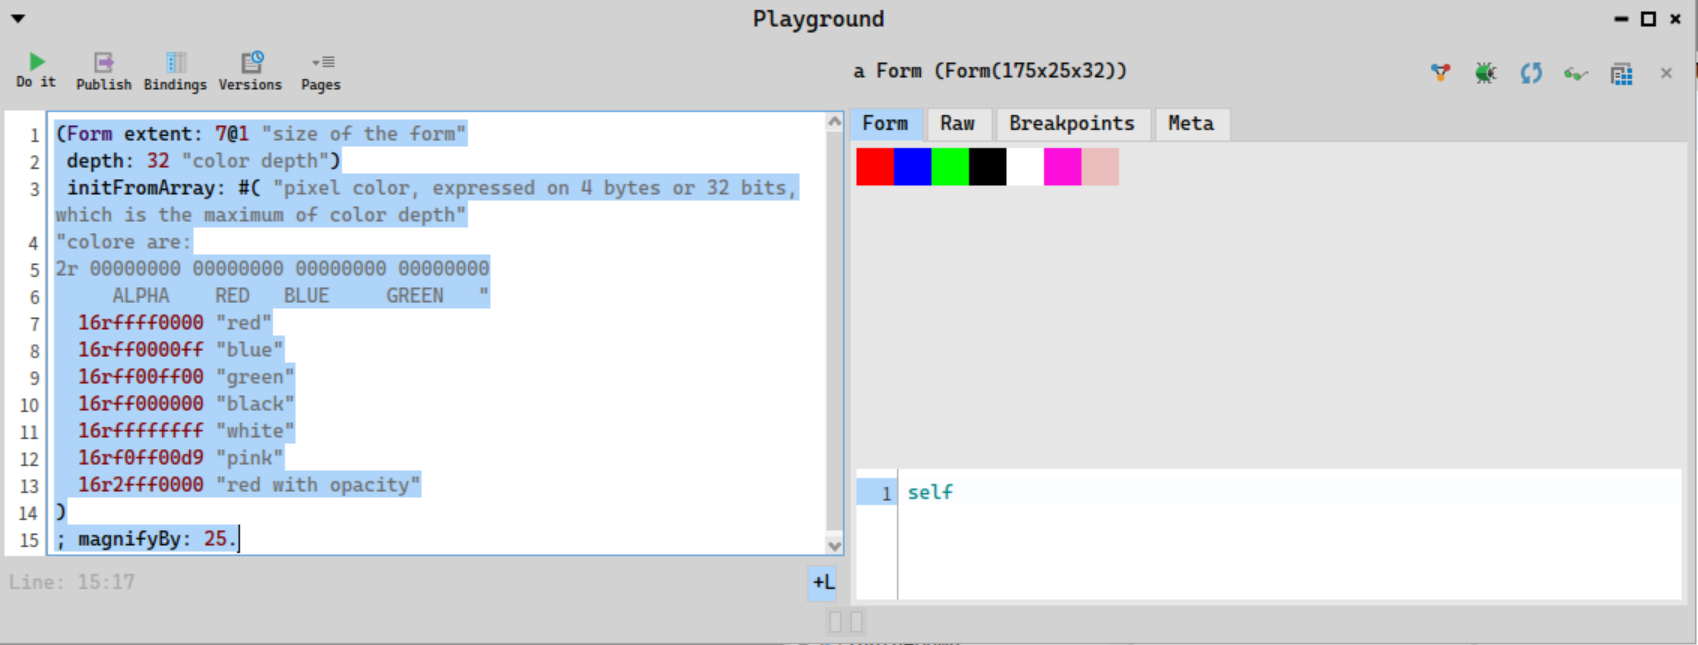 Playground
Do it Publish Bindings Versions Pages
a Form (Form(175x25x32))
1 (Form extent: 7@1 "size of the form"
2 depth: 32 "color depth")
3 initFromArray: #( "pixel color, expressed on 4 bytes or 32 bits,
which is the maximum of color depth"
4 "colore are:
5 2r 00000000 00000000 00000000 00000000
6 ALPHA RED BLUE GREEN "
7 16rffff0000 "red"
8 16rff0000ff "blue"
9 16rff00ff00 "green"
10 16rff000000 "black"
11 16rffffffff "white"
12 16rf0ff00d9 "pink"
13 16r2fff0000 "red with opacity"
14 )
15 ; magnifyBy: 25.
Line: 15:17
+L
Form Raw Breakpoints Meta
1 self